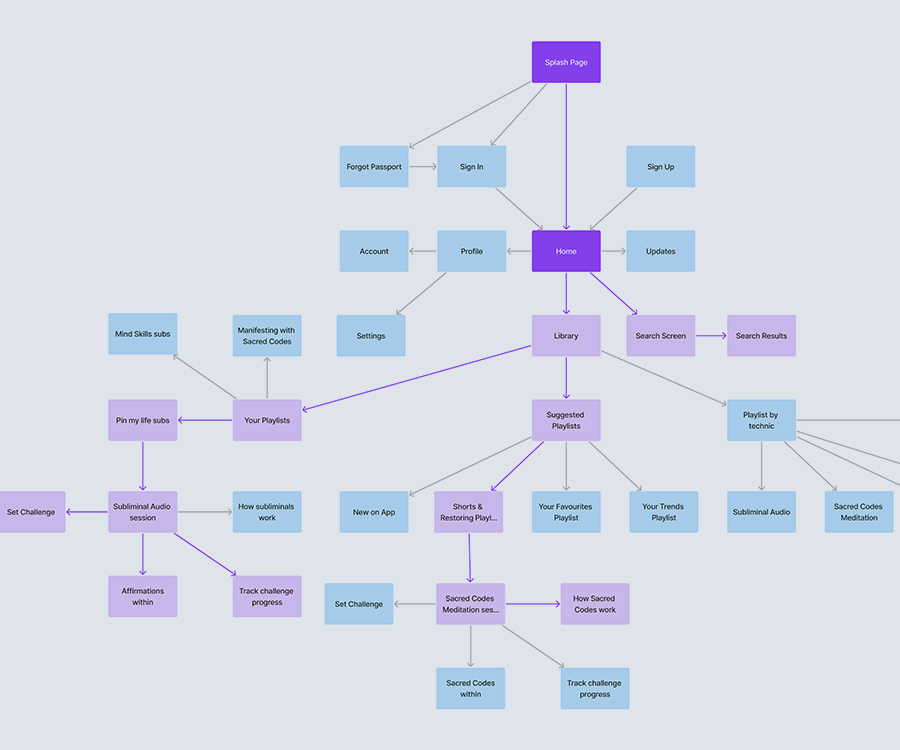 Splash Page
Forgot Passport
Sign In
Sign Up
Account
Profile
Home
Updates
Mind Skills subs
Manifesting with
Sacred Codes
Settings
Library
Search Screen
Search Results
Pin my life subs
Your Playlists
Suggested
Playlists
Playlist by
technic
Set Challenge
Subliminal Audio
session
How subliminals
work
New on App
Shorts &
Restoring Playl...
Your Favourites
Playlist
Your Trends
Playlist
Subliminal Audio
Sacred Codes
Meditation
Affirmations
within
Track challenge
progress
Set Challenge
Sacred Codes
Meditation ses...
How Sacred
Codes work
Sacred Codes
within
Track challenge
progress